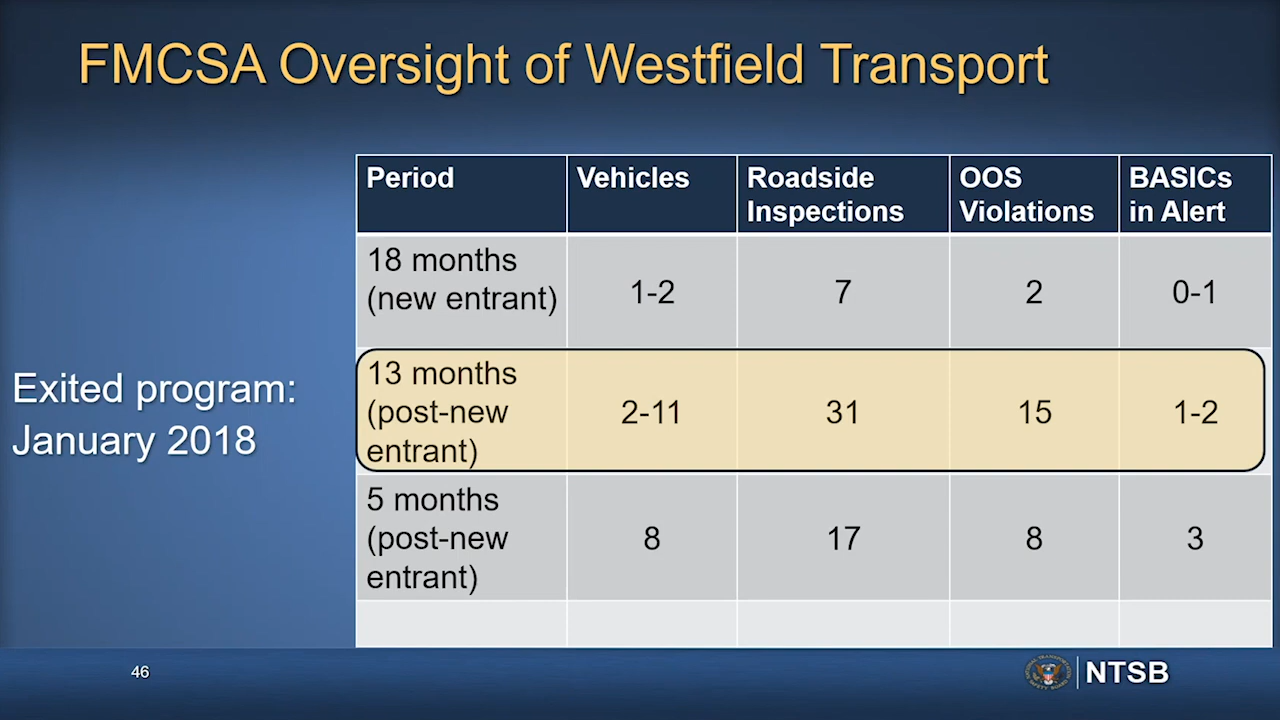 FMCSA Oversight of Westfield Transport
Exited program:
January 2018
Period Vehicles Roadside Inspections OOS Violations BASICs in Alert
18 months (new entrant) 1-2 7 2 0-1
13 months (post-new entrant) 2-11 31 15 1-2
5 months (post-new entrant) 8 17 8 3
46
NTSB